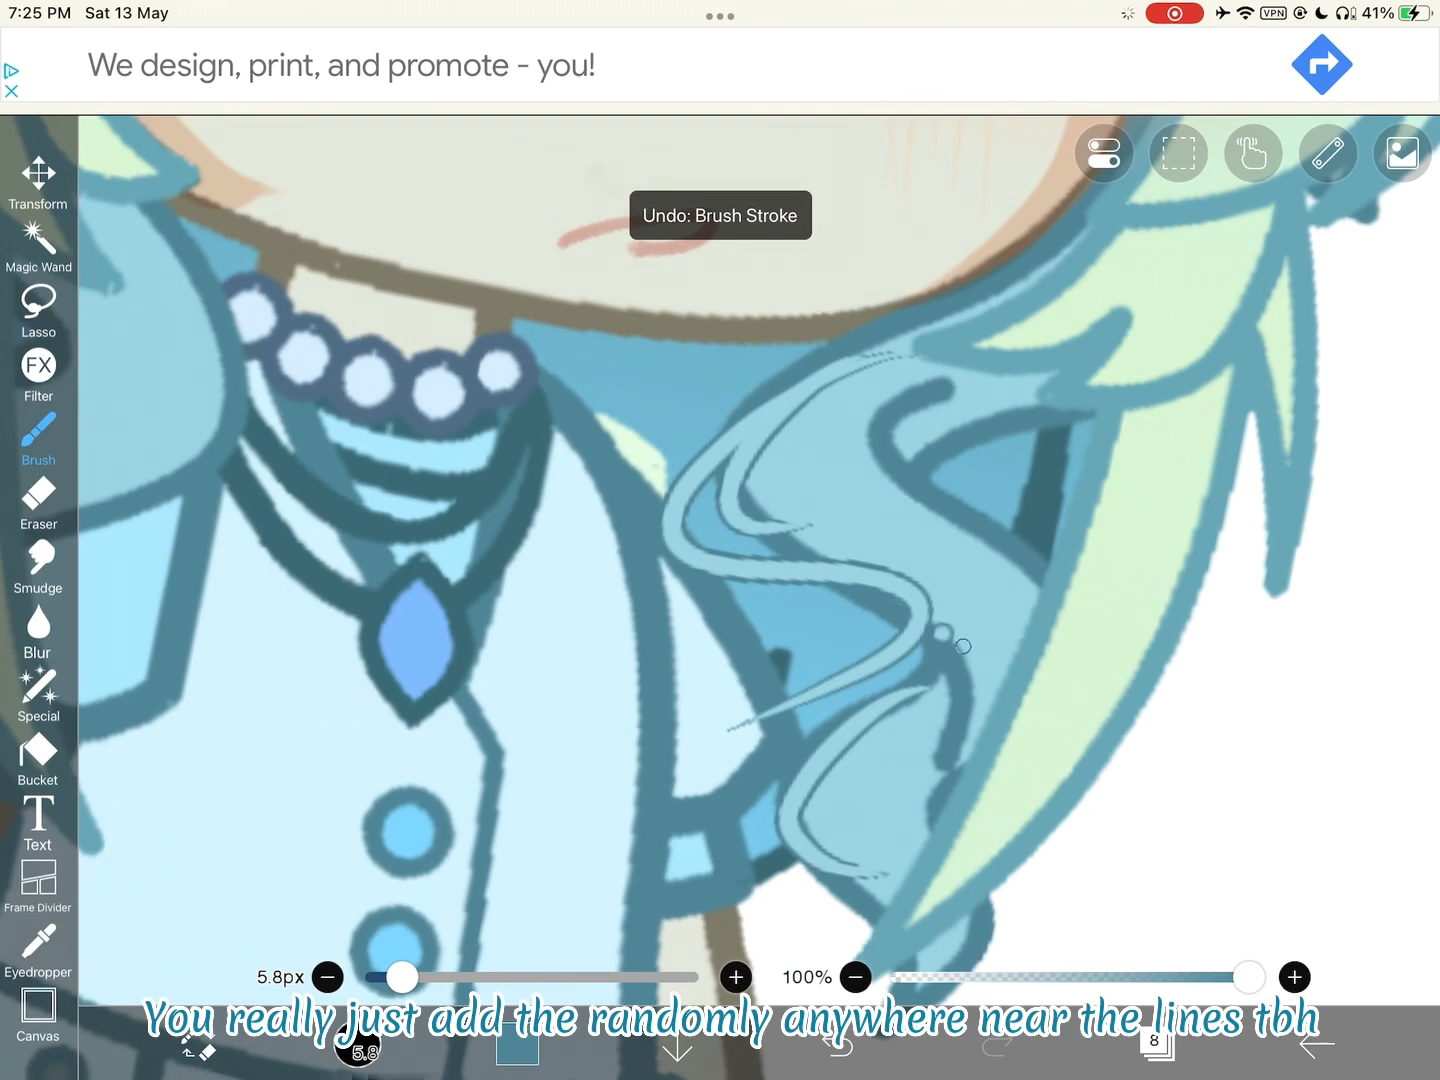 7:25 PM Sat 13 May
VPN 41%
We design, print, and promote - you!
Undo: Brush Stroke
Transform
Magic Wand
Lasso
FX
Filter
Brush
Eraser
Smudge
Blur
Special
Bucket
T
Text
Frame Divider
Eyedropper
Canvas
5.8px
100%
You really just add the randomly anywhere near the lines tbh
5.8
8